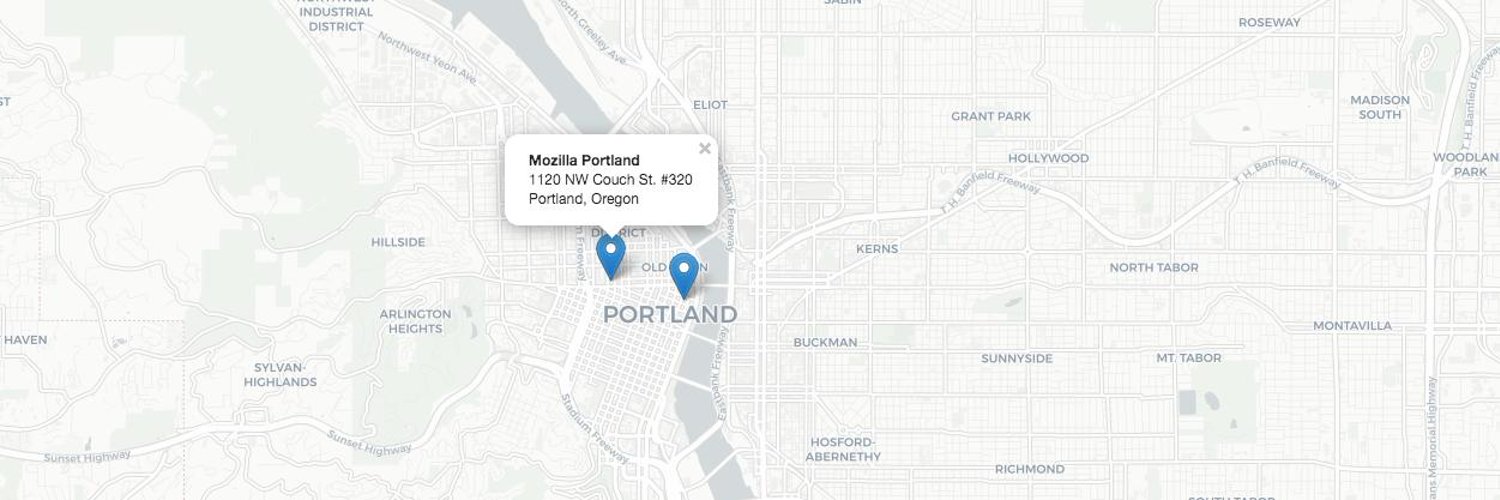 NORTHWEST
INDUSTRIAL
DISTRICT
SABIN
ROSEWAY
North Greeley Ave.
Northwest Yeon Ave.
T.H. Banfield Freeway
ELIOT
MADISON
SOUTH
GRANT PARK
HOLLYWOOD
WOODLAN
PARK
T.H. Banfield Freeway
T.H. Banfield Freeway
Mozilla Portland
×
1120 NW Couch St. #320
Portland, Oregon
Eastbank Freeway
DISTRICT
HILLSIDE
KERNS
OLD TOWN
NORTH TABOR
ARLINGTON
HEIGHTS
PORTLAND
MONTAVILLA
HAVEN
BUCKMAN
SUNNYSIDE
MT. TABOR
SYLVAN-
HIGHLANDS
Eastbank Freeway
Stadium Freeway
Sunset Highway
Sunset Highway
HOSFORD-
ABERNETHY
RICHMOND
Memorial Highway
SOUTH TABOR